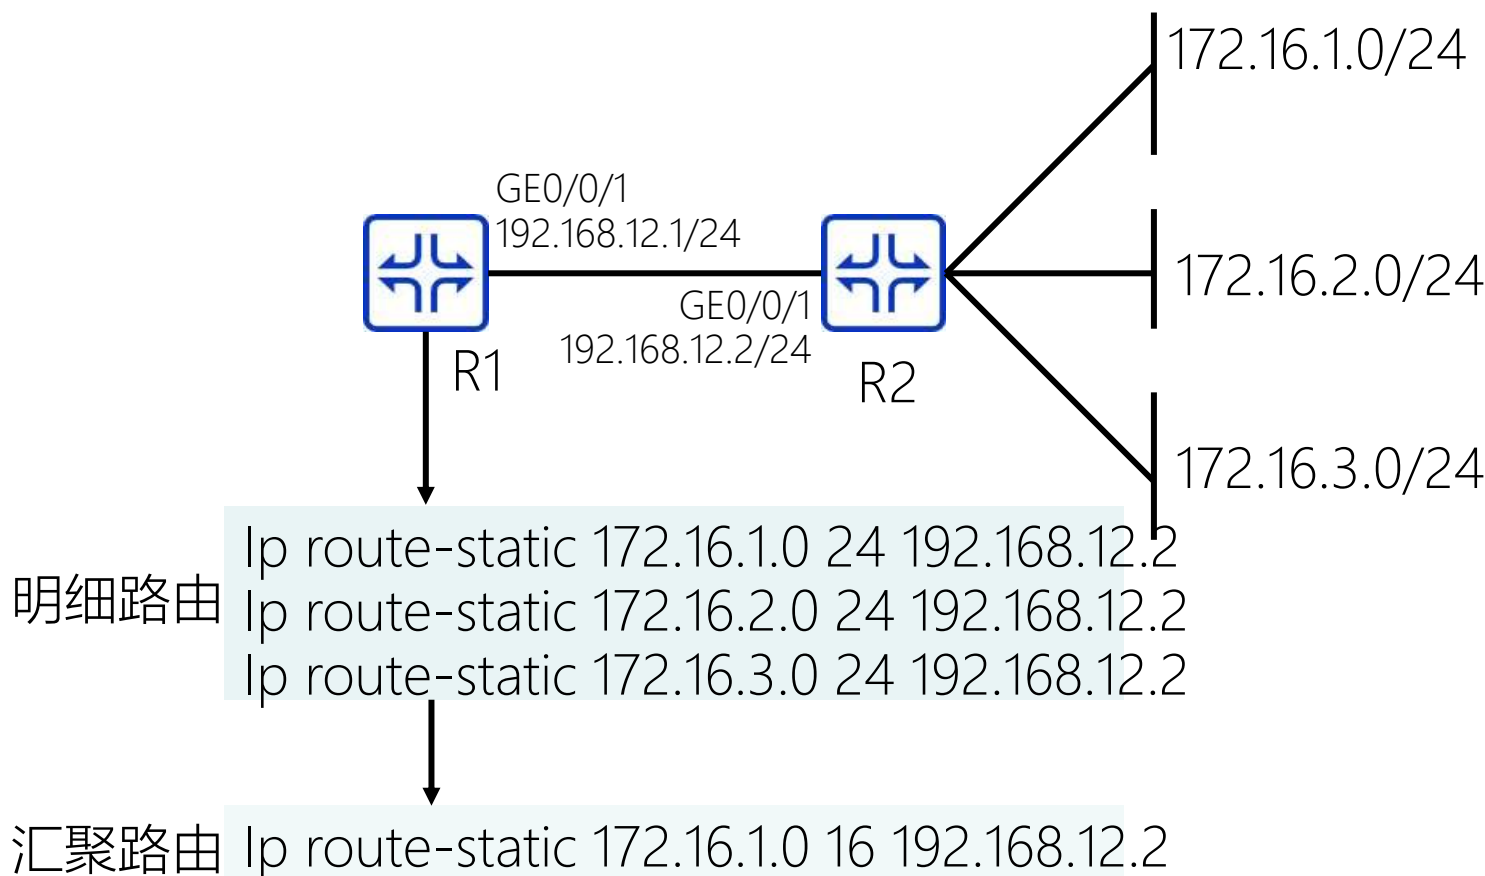 172.16.1.0/24
GE0/0/1
192.168.12.1/24
172.16.2.0/24
GE0/0/1
192.168.12.2/24
R1
R2
172.16.3.0/24
Ip route-static 172.16.1.0 24 192.168.12.2
明细路由
Ip route-static 172.16.2.0 24 192.168.12.2
Ip route-static 172.16.3.0 24 192.168.12.2
汇聚路由 Ip route-static 172.16.1.0 16 192.168.12.2